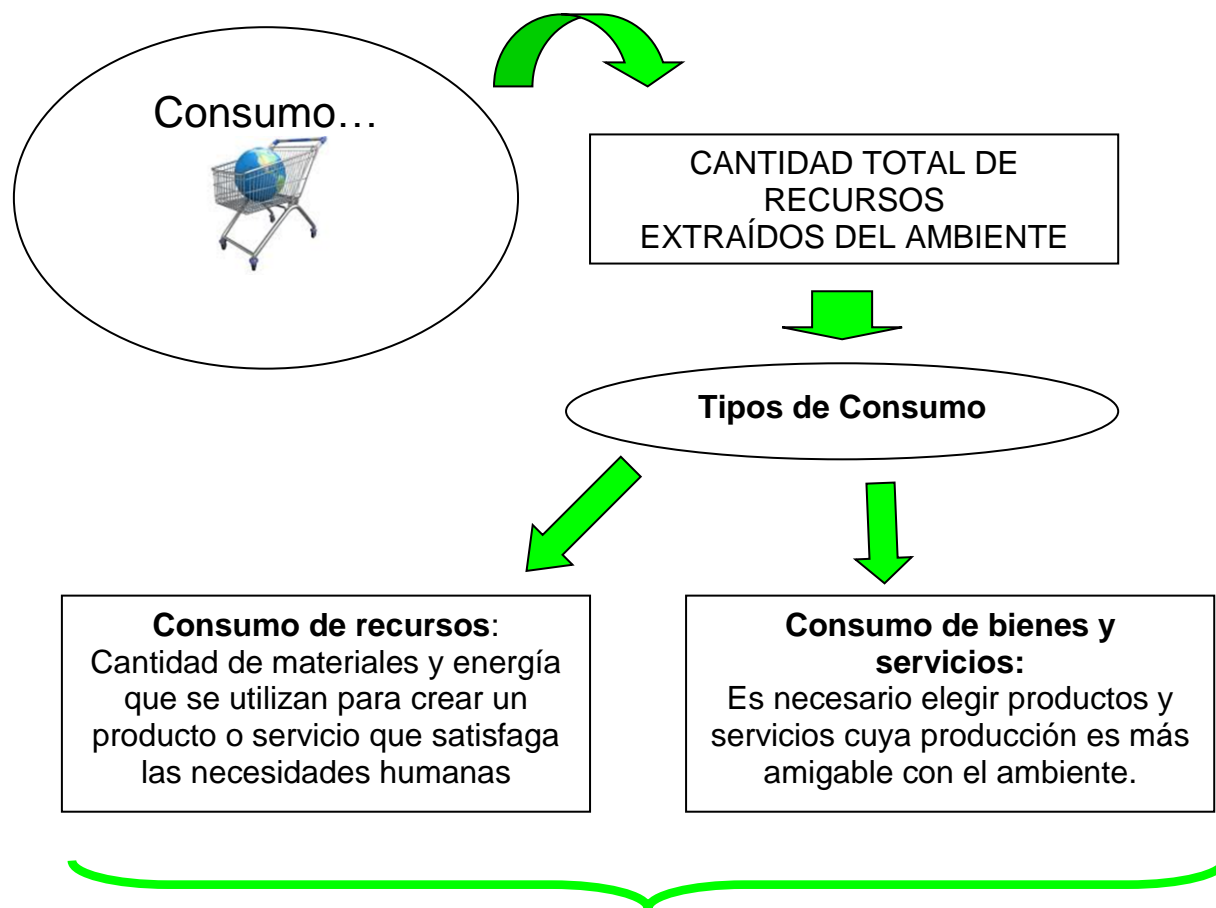 Consumo…
CANTIDAD TOTAL DE
RECURSOS
EXTRAÍDOS DEL AMBIENTE
Tipos de Consumo
Consumo de recursos:
Cantidad de materiales y energía
que se utilizan para crear un
producto o servicio que satisfaga
las necesidades humanas
Consumo de bienes y
servicios:
Es necesario elegir productos y
servicios cuya producción es más
amigable con el ambiente.